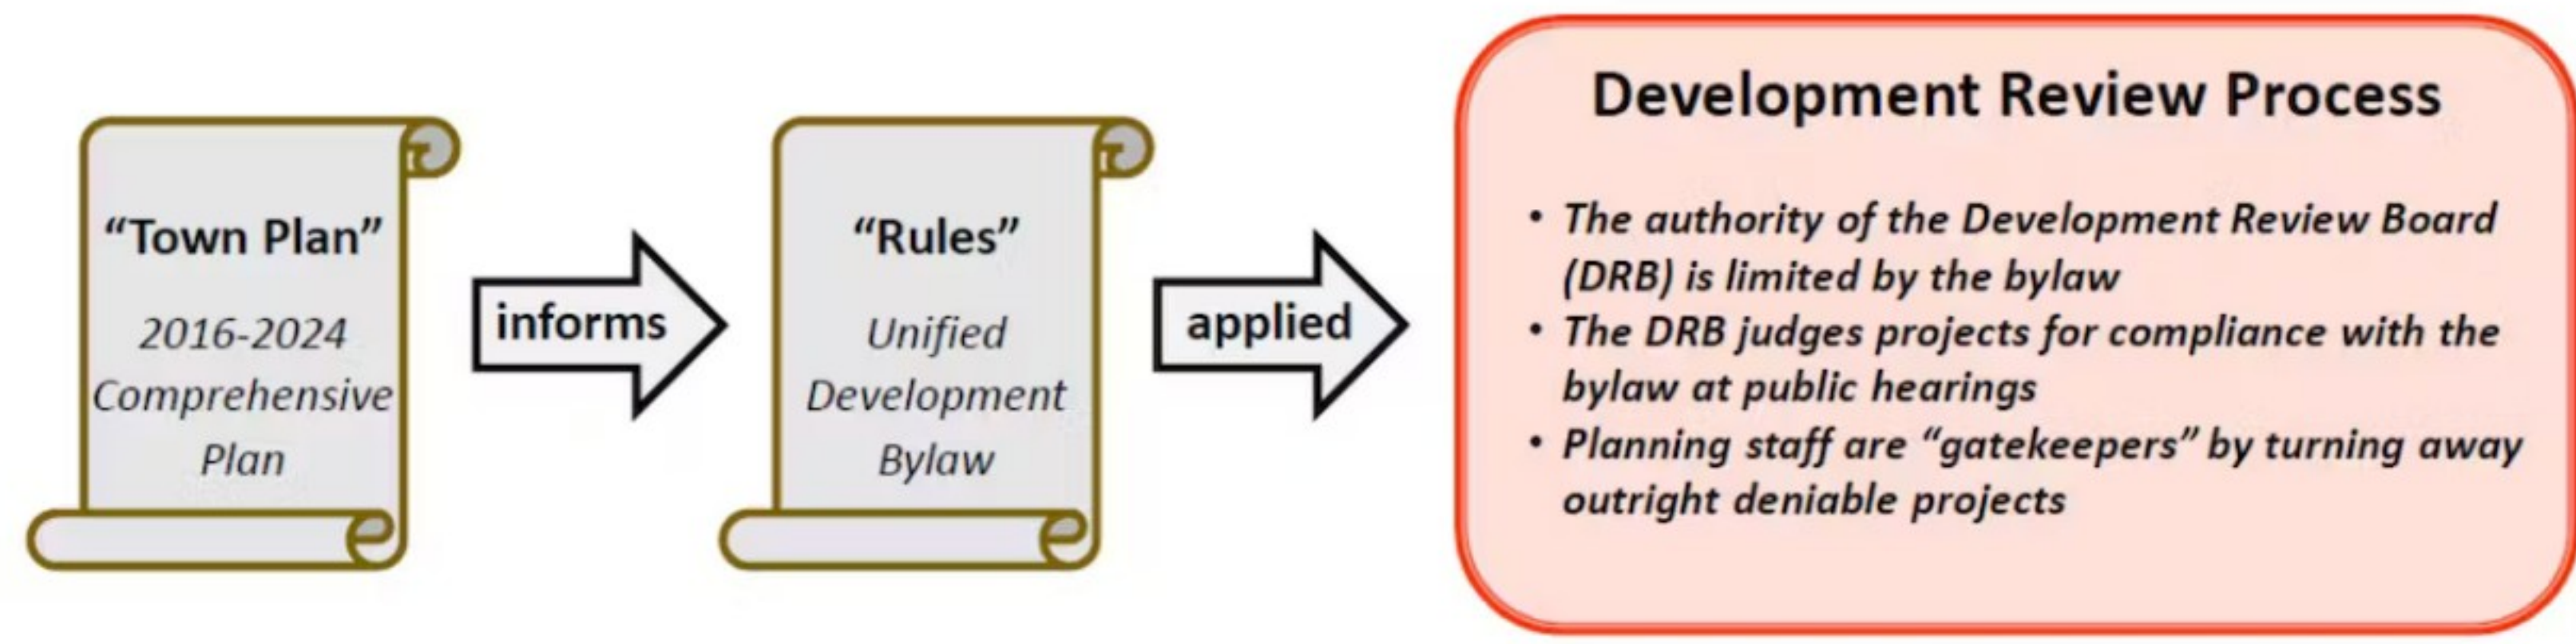 “Town Plan”
2016-2024
Comprehensive
Plan
informs
“Rules”
Unified
Development
Bylaw
applied
Development Review Process
• The authority of the Development Review Board
(DRB) is limited by the bylaw
• The DRB judges projects for compliance with the
bylaw at public hearings
• Planning staff are “gatekeepers” by turning away
outright deniable projects